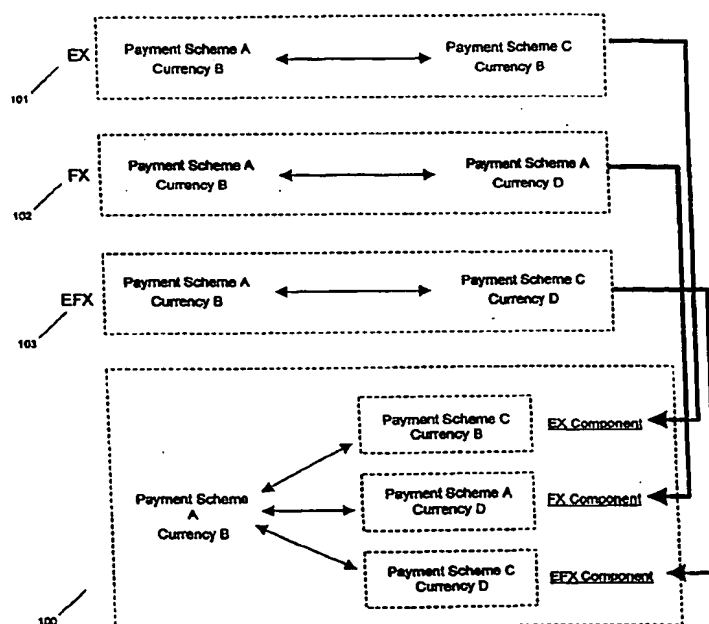 EX
Payment Scheme A
Currency B
Payment Scheme C
Currency B
101
FX
Payment Scheme A
Currency B
Payment Scheme A
Currency D
102
EFX
Payment Scheme A
Currency B
Payment Scheme C
Currency D
103
Payment Scheme C
Currency B
EX Component
Payment Scheme
A
Currency B
Payment Scheme A
Currency D
FX Component
Payment Scheme C
Currency D
EFX Component
100